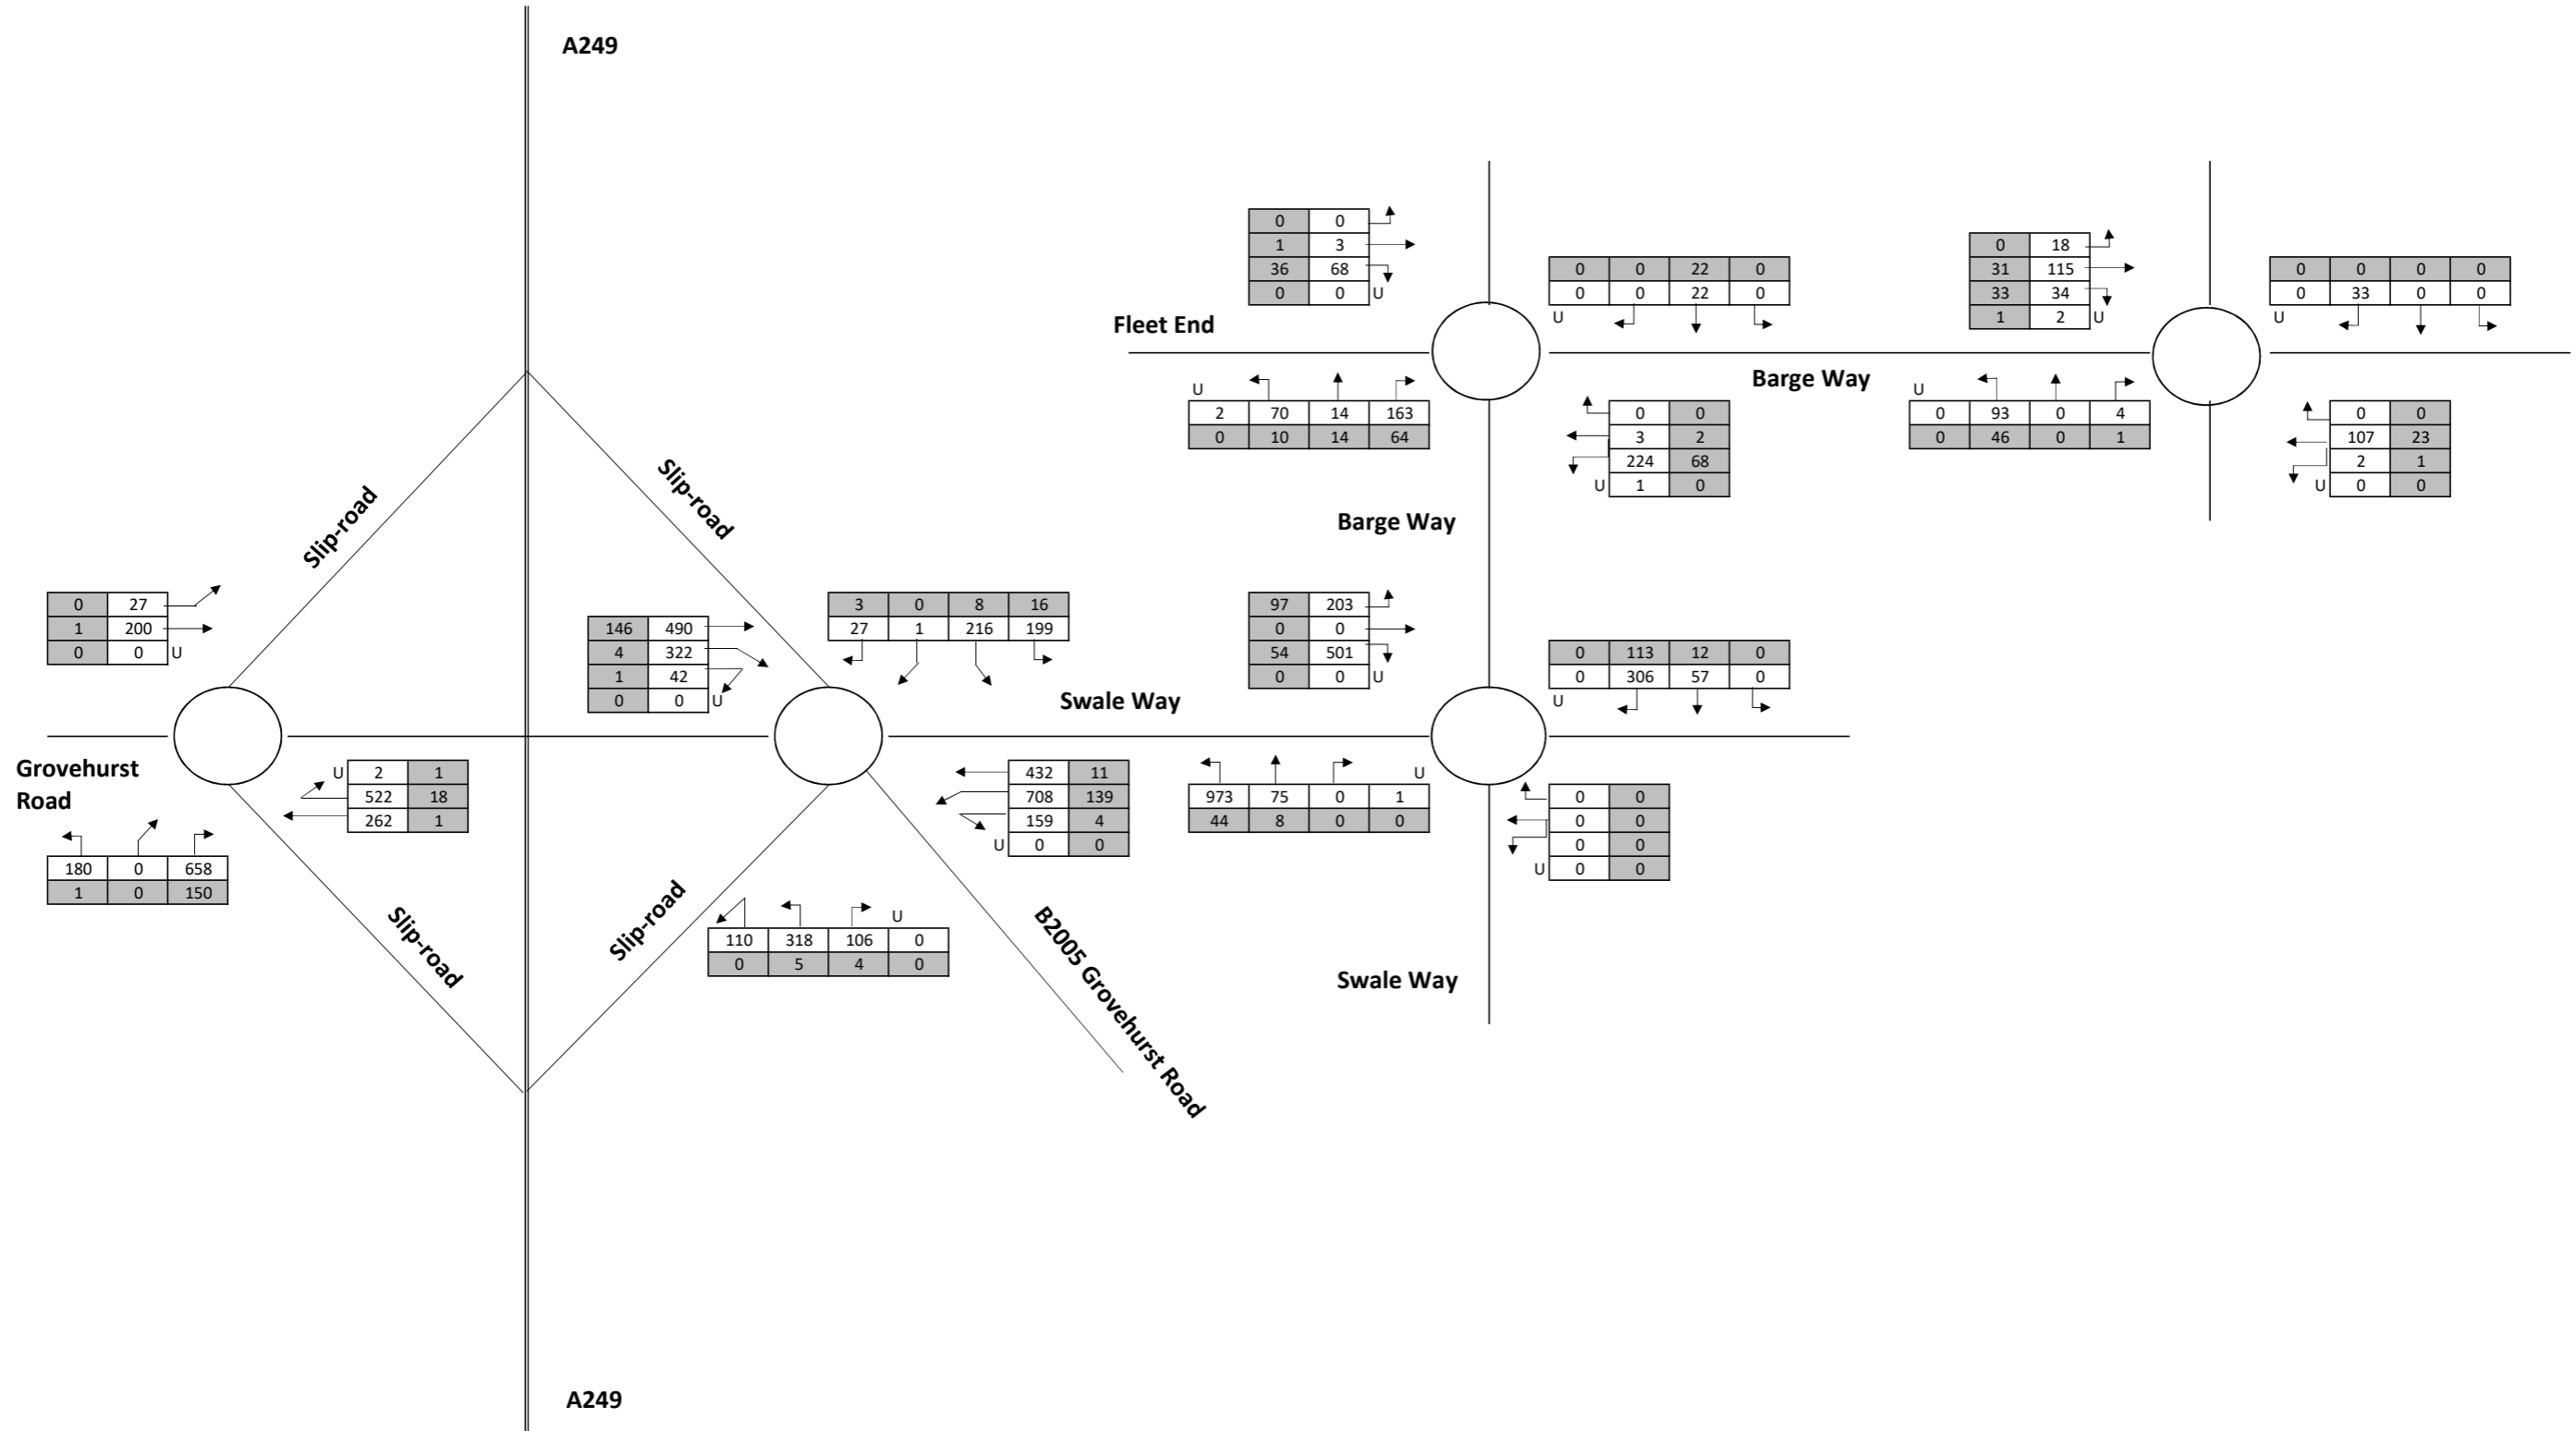 A249
0 0
1 3
36 68
0 0 U
0 0 22 0
0 0 22 0
U
0 18
31 115
33 34
1 2 U
0 0 0 0
0 33 0 0
U
Fleet End
Barge Way
U
2 70 14 163
0 10 14 64
0 0
3 2
224 68
U 1 0
U
0 93 0 4
0 46 0 1
0 0
107 23
2 1
U 0 0
Slip-road
Slip-road
Barge Way
0 27
1 200
0 0 U
146 490
4 322
1 42
0 0 U
3 0 8 16
27 1 216 199
Swale Way
97 203
0 0
54 501
0 0 U
0 113 12 0
0 306 57 0
U
Grovehurst
Road
U 2 1
522 18
262 1
180 0 658
1 0 150
432 11
708 139
159 4
U 0 0
U
973 75 0 1
44 8 0 0
0 0
0 0
0 0
U 0 0
Slip-road
Slip-road
U
110 318 106 0
0 5 4 0
B2005 Grovehurst Road
Swale Way
A249